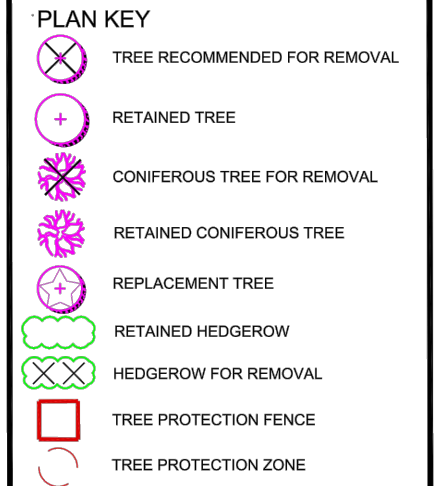 PLAN KEY
TREE RECOMMENDED FOR REMOVAL
RETAINED TREE
CONIFEROUS TREE FOR REMOVAL
RETAINED CONIFEROUS TREE
REPLACEMENT TREE
RETAINED HEDGEROW
HEDGEROW FOR REMOVAL
TREE PROTECTION FENCE
TREE PROTECTION ZONE